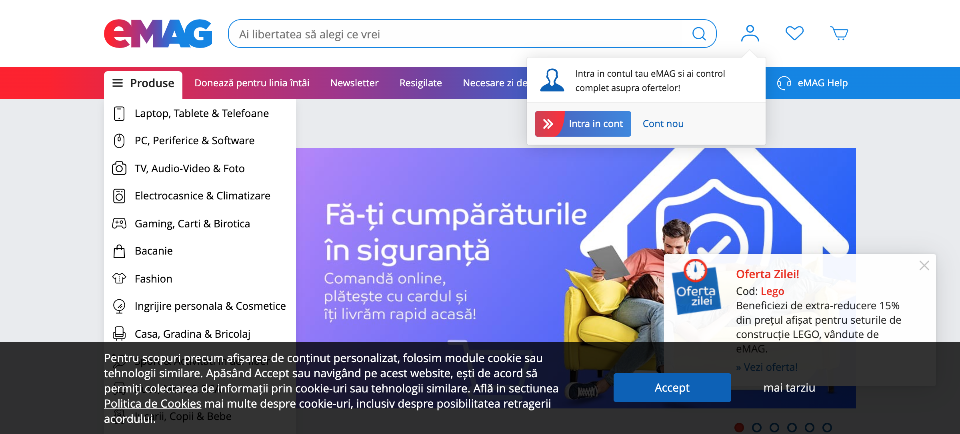 eMAG
Ai libertatea să alegi ce vrei
Produse
Donează pentru linia întâi
Newsletter
Resigilate
Necesare zi de
eMAG Help
Intra in contul tau eMAG si ai control
complet asupra ofertelor!
Intra in cont
Cont nou
Laptop, Tablete & Telefoane
PC, Periferice & Software
TV, Audio-Video & Foto
Electrocasnice & Climatizare
Gaming, Carti & Birotica
Bacanie
Fashion
Ingrijire personala & Cosmetice
Casa, Gradina & Bricolaj
Fă-ți cumpărăturile
în siguranță
Comandă online,
plătește cu cardul și
îți livrăm rapid acasă!
Oferta
zilei
Oferta Zilei!
Cod: Lego
Beneficiezi de extra-reducere 15%
din prețul afișat pentru seturile de
construcție LEGO, vândute de
eMAG.
» Vezi oferta!
Pentru scopuri precum afișarea de conținut personalizat, folosim module cookie sau
tehnologii similare. Apăsând Accept sau navigând pe acest website, ești de acord să
permiți colectarea de informații prin cookie-uri sau tehnologii similare. Află in sectiunea
Politica de Cookies mai multe despre cookie-uri, inclusiv despre posibilitatea retragerii
acordului.
Accept
mai tarziu
, Copii & Bebe